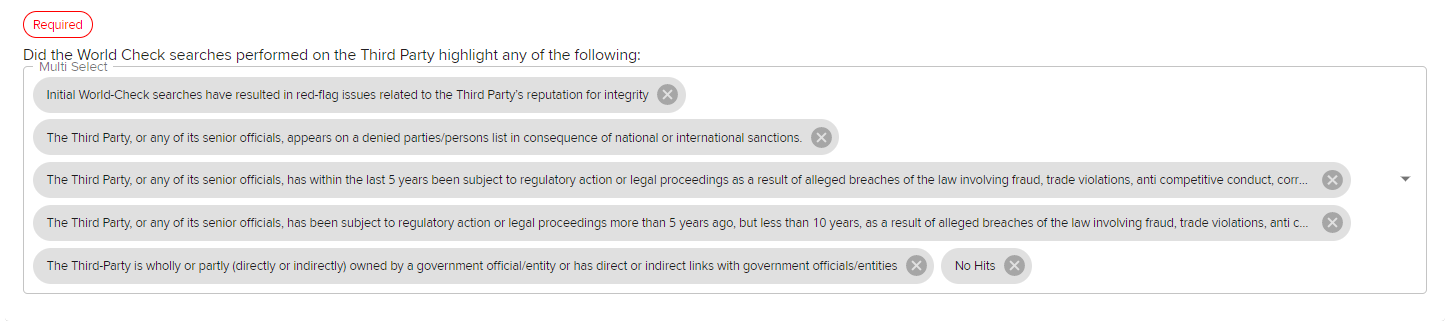 Required
Did the World Check searches performed on the Third Party highlight any of the following:
Multi Select
Initial World-Check searches have resulted in red-flag issues related to the Third Party's reputation for integrity
The Third Party, or any of its senior officials, appears on a denied parties/persons list in consequence of national or international sanctions.
The Third Party, or any of its senior officials, has within the last 5 years been subject to regulatory action or legal proceedings as a result of alleged breaches of the law involving fraud, trade violations, anti competitive conduct, corr...
The Third Party, or any of its senior officials, has been subject to regulatory action or legal proceedings more than 5 years ago, but less than 10 years, as a result of alleged breaches of the law involving fraud, trade violations, anti c...
The Third-Party is wholly or partly (directly or indirectly) owned by a government official/entity or has direct or indirect links with government officials/entities No Hits